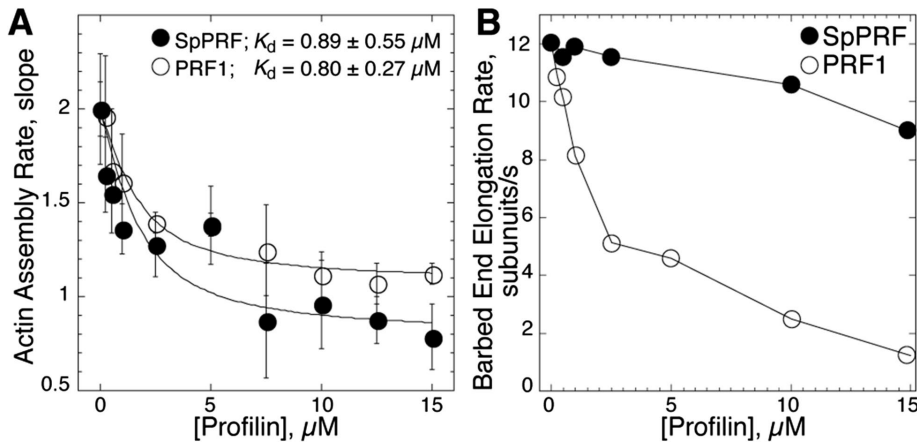 A
SpPRF; Kd = 0.89 ± 0.55 μM
PRF1; Kd = 0.80 ± 0.27 μM
Actin Assembly Rate, slope
2
1.5
1
0.5
0 5 10 15
[Profilin], μM
B
SpPRF
PRF1
Barbed End Elongation Rate,
subunuits/s
12
10
8
6
4
2
0
0 5 10 15
[Profilin], μM